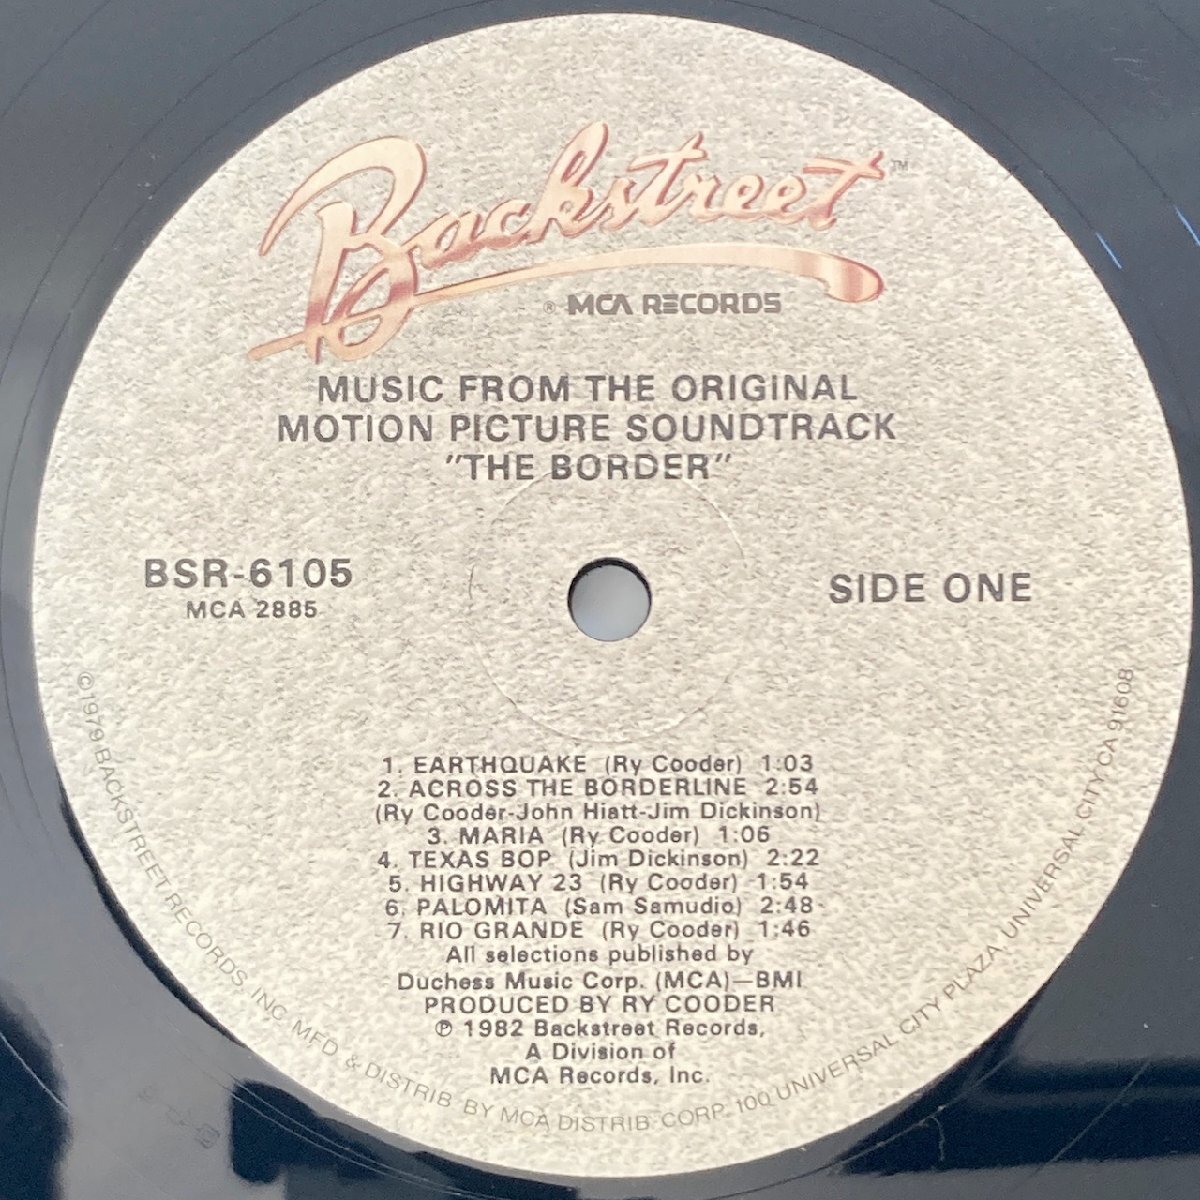 Backstreet™
® MCA RECORDS
MUSIC FROM THE ORIGINAL
MOTION PICTURE SOUNDTRACK
"THE BORDER"
BSR-6105
MCA 2885
SIDE ONE
1. EARTHQUAKE (Ry Cooder) 1:03
2. ACROSS THE BORDERLINE 2:54
(Ry Cooder-John Hiatt-Jim Dickinson)
3. MARIA (Ry Cooder) 1:06
4. TEXAS BOP (Jim Dickinson) 2:22
5. HIGHWAY 23 (Ry Cooder) 1:54
6. PALOMITA (Sam Samudio) 2:48
7. RIO GRANDE (Ry Cooder) 1:46
All selections published by
Duchess Music Corp. (MCA)—BMI
PRODUCED BY RY COODER
℗ 1982 Backstreet Records,
A Division of
MCA Records, Inc.
©1979 BACKSTREET RECORDS, INC. MFD & DISTRIB BY MCA DISTRIB CORP. 100 UNIVERSAL CITY PLAZA, UNIVERSAL CITY CA 91608